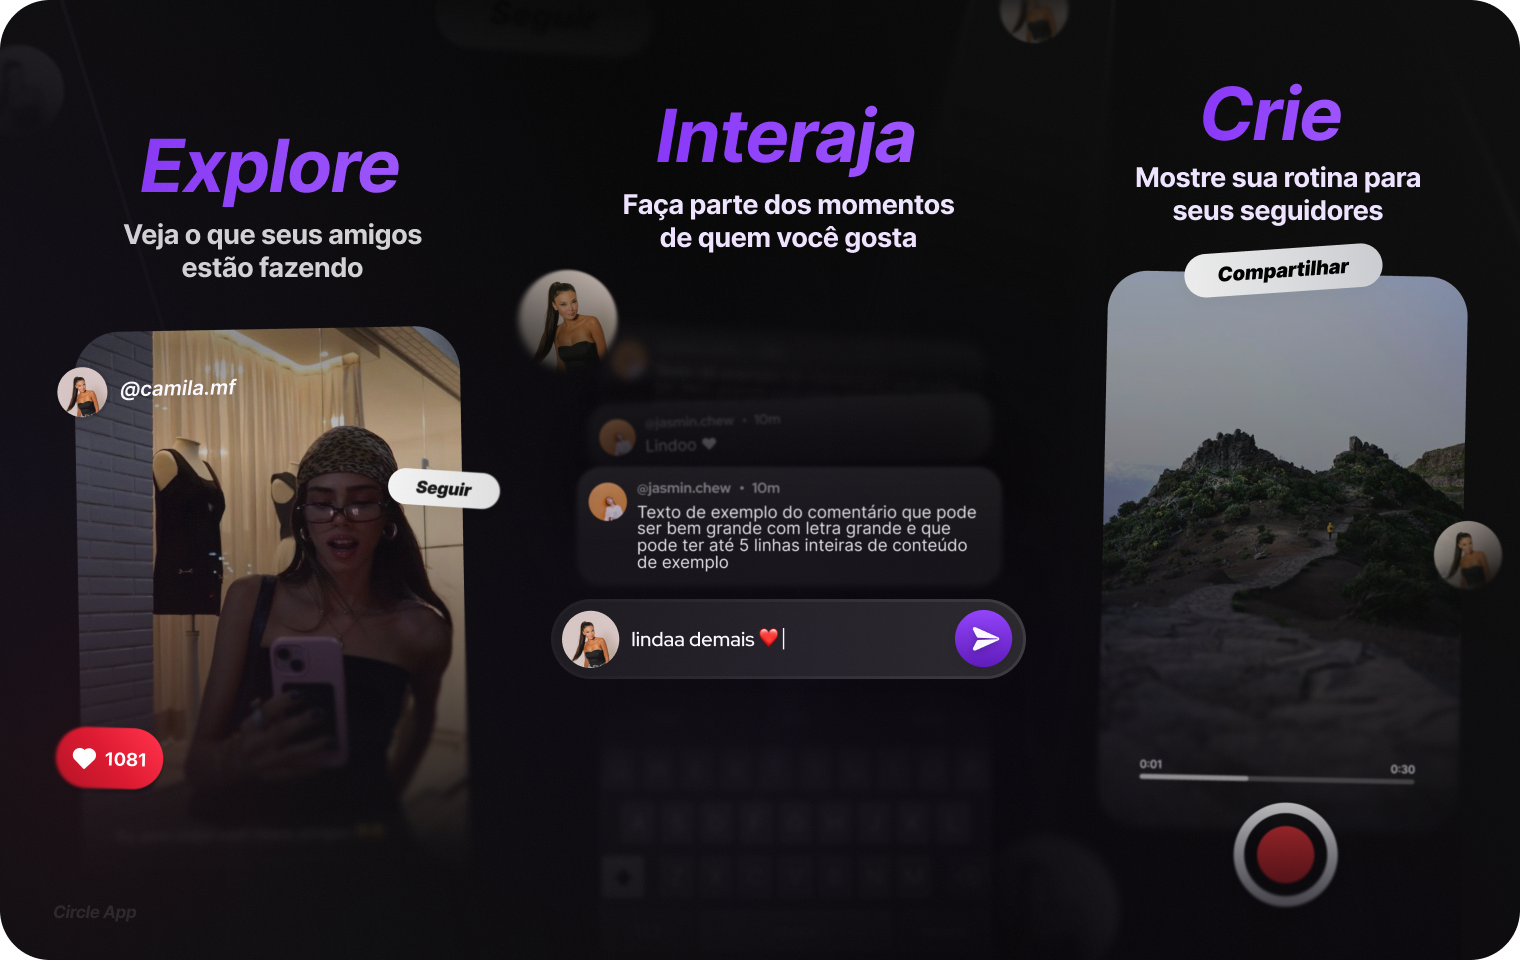 Seguir
Explore
Veja o que seus amigos
estão fazendo
@camila.mf
Seguir
1081
Circle App
Interaja
Faça parte dos momentos
de quem você gosta
@jasmin.chew • 10m
Lindoo 🖤
@jasmin.chew • 10m
Texto de exemplo do comentário que pode
ser bem grande com letra grande e que
pode ter até 5 linhas inteiras de conteúdo
de exemplo
lindaa demais ❤️
Crie
Mostre sua rotina para
seus seguidores
Compartilhar
0:01
0:30